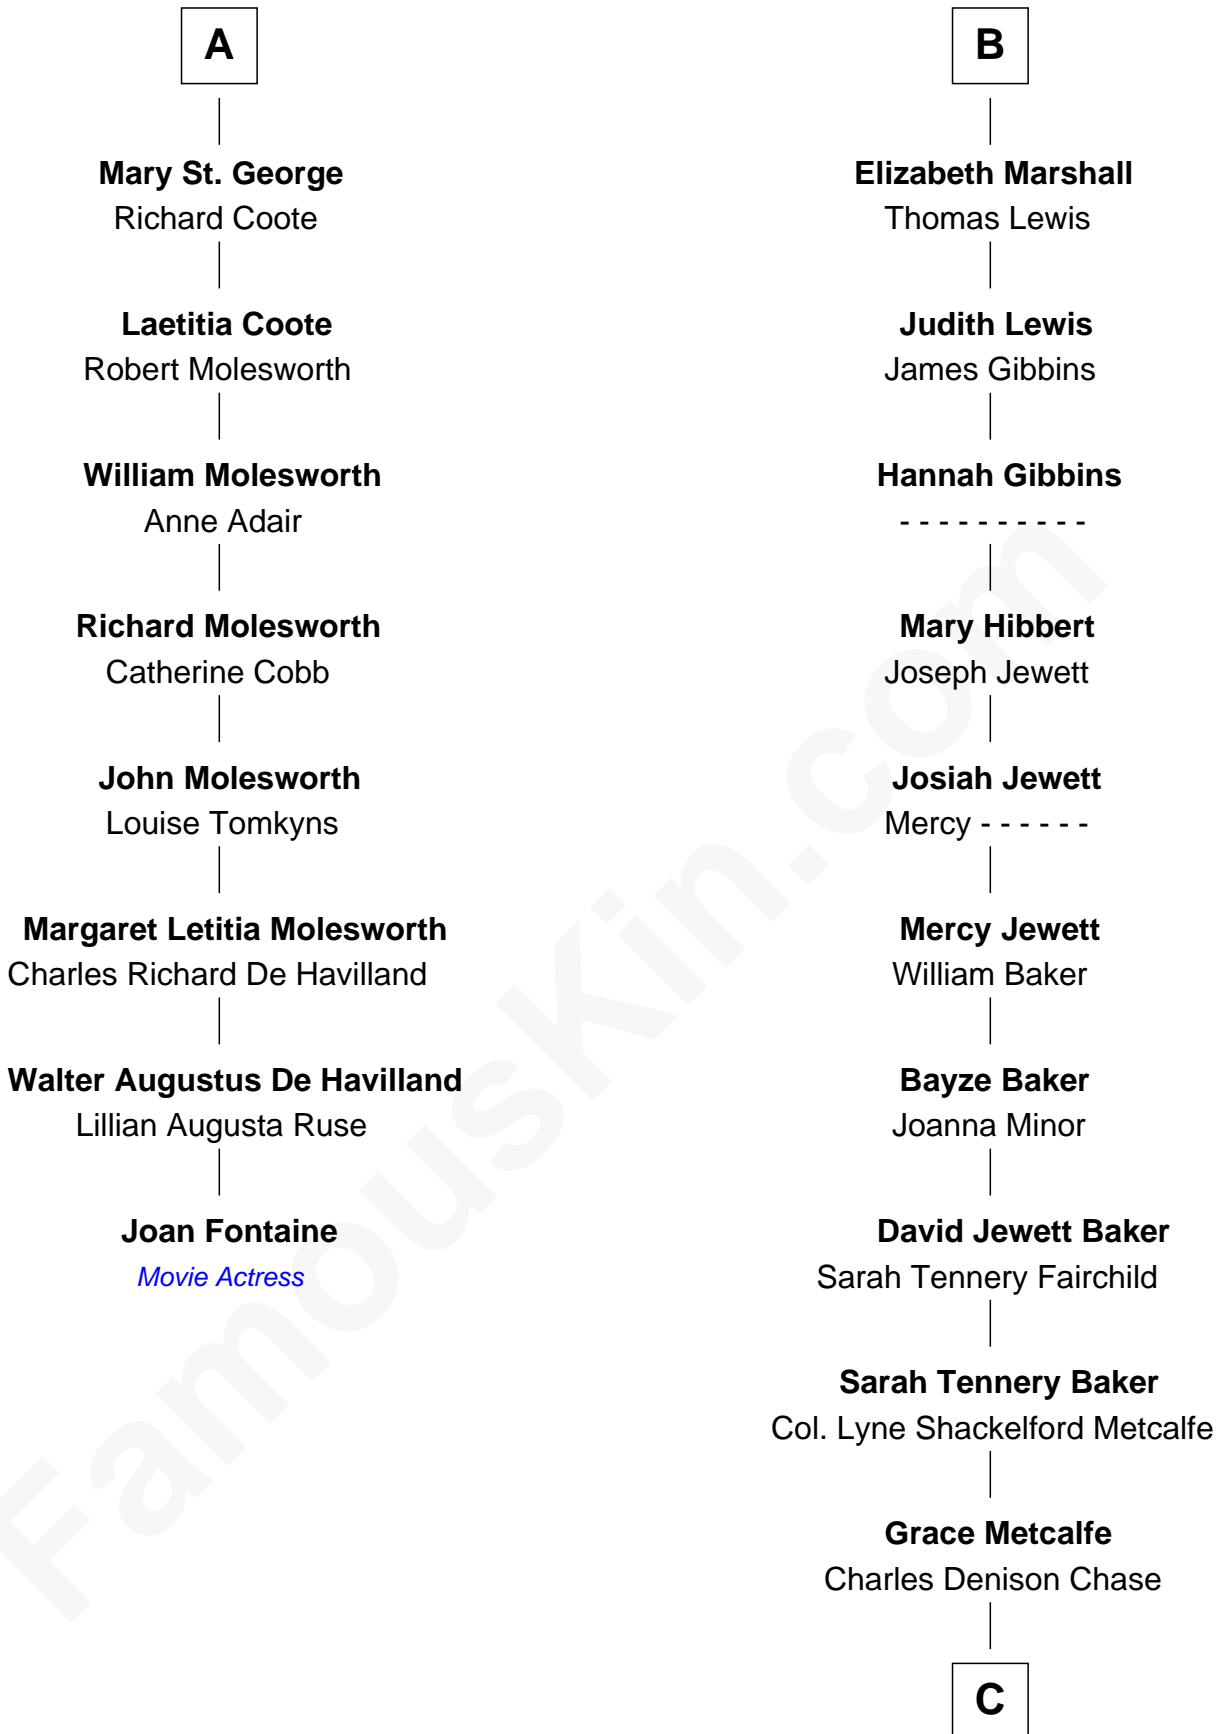 A
Mary St. George
Richard Coote
Laetitia Coote
Robert Molesworth
William Molesworth
Anne Adair
Richard Molesworth
Catherine Cobb
John Molesworth
Louise Tomkyns
Margaret Letitia Molesworth
Charles Richard De Havilland
Walter Augustus De Havilland
Lillian Augusta Ruse
Joan Fontaine
Movie Actress
B
Elizabeth Marshall
Thomas Lewis
Judith Lewis
James Gibbins
Hannah Gibbins
- - - - - - - - - -
Mary Hibbert
Joseph Jewett
Josiah Jewett
Mercy - - - - - -
Mercy Jewett
William Baker
Bayze Baker
Joanna Minor
David Jewett Baker
Sarah Tennery Fairchild
Sarah Tennery Baker
Col. Lyne Shackelford Metcalfe
Grace Metcalfe
Charles Denison Chase
C
FamousKin.com